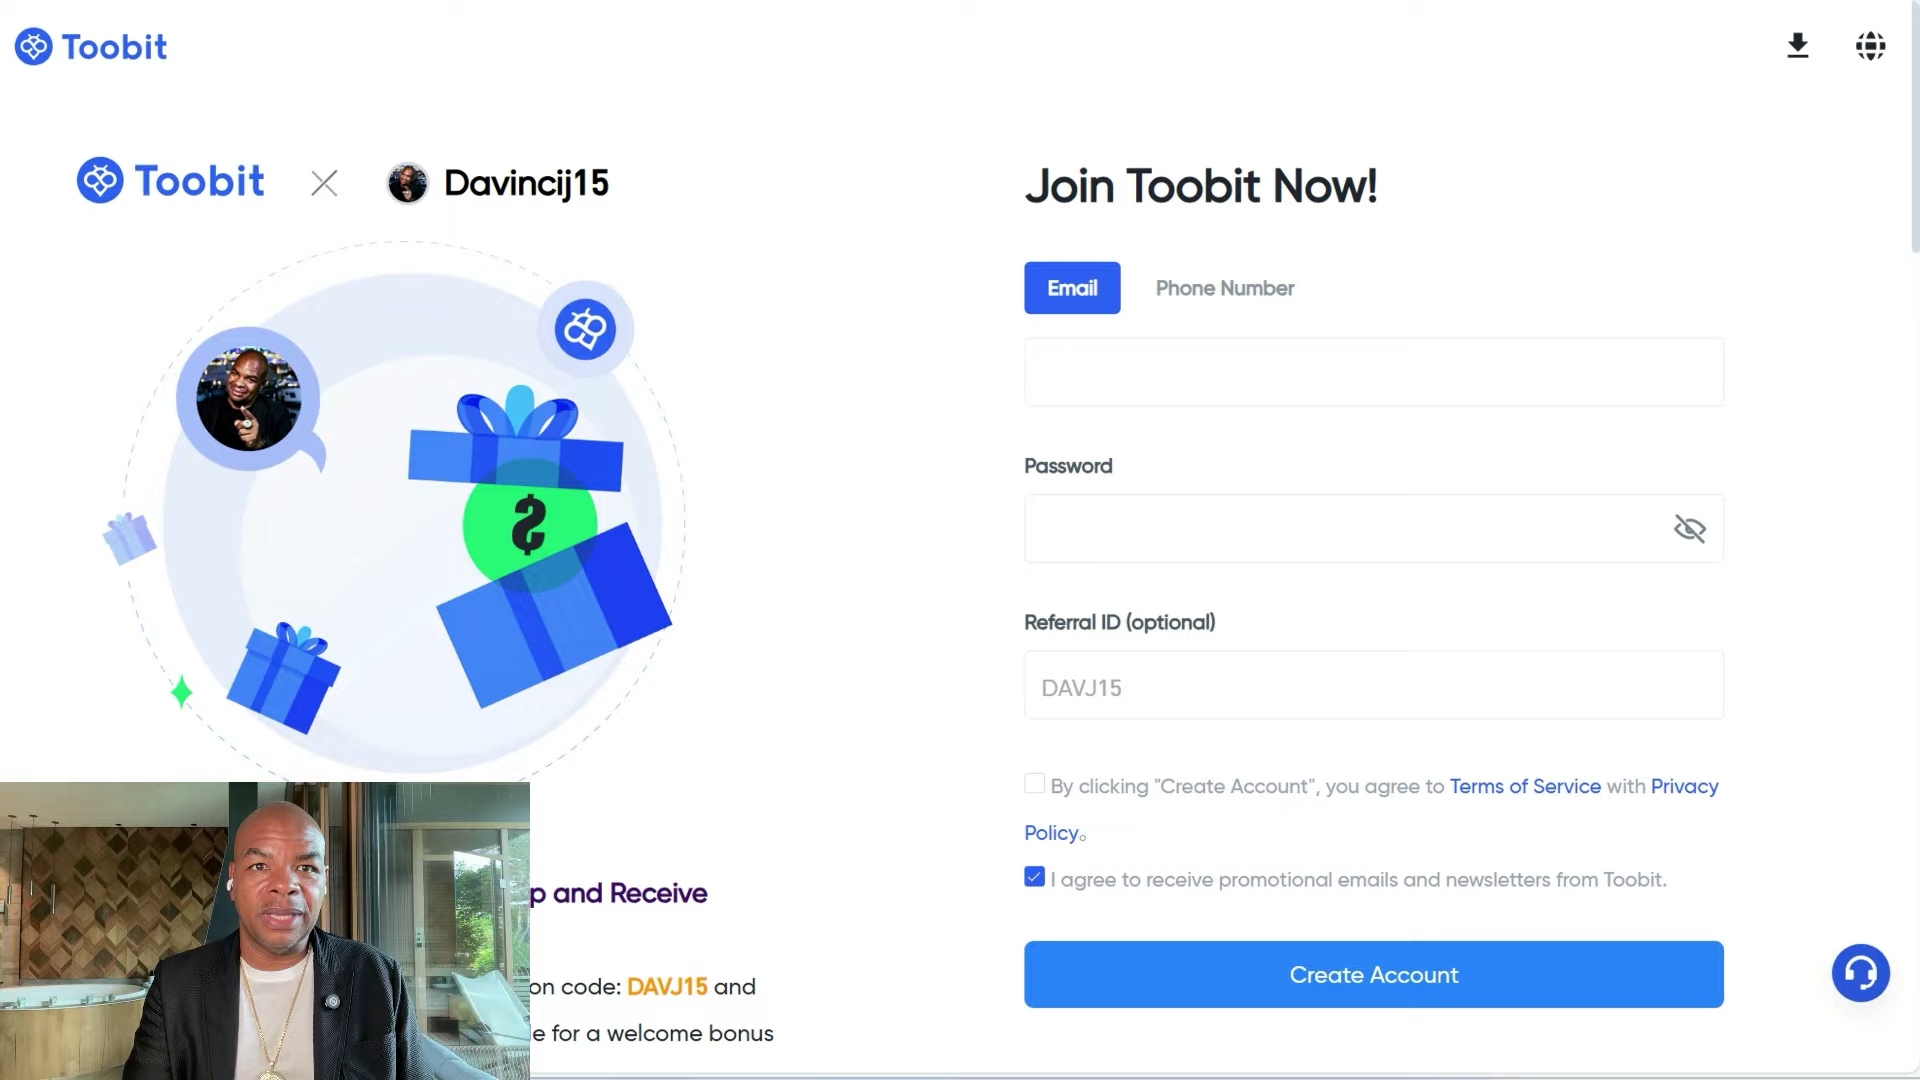 Toobit
Toobit
Davincij15
Join Toobit Now!
Email
Phone Number
Password
Referral ID (optional)
DAVJ15
By clicking "Create Account", you agree to Terms of Service with Privacy
Policy。
I agree to receive promotional emails and newsletters from Toobit.
Create Account
$
p and Receive
on code: DAVJ15 and
e for a welcome bonus